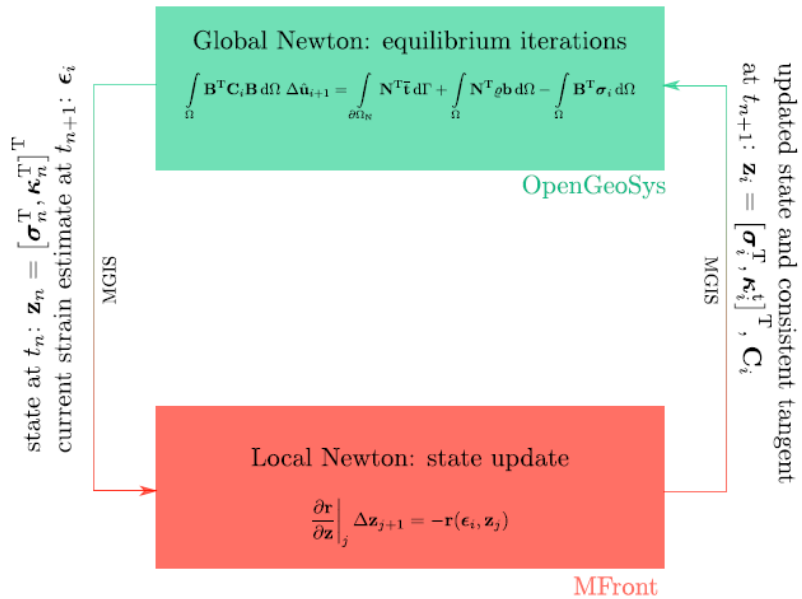 Global Newton: equilibrium iterations
∫_Ω B^T C_i B dΩ Δû_{i+1} = ∫_{∂Ω_N} N^T t̄ dΓ + ∫_Ω N^T ϱb dΩ − ∫_Ω B^T σ_i dΩ
OpenGeoSys
state at t_n: z_n = [σ_n^T, κ_n^T]^T
current strain estimate at t_{n+1}: ϵ_i
MGIS
MGIS
updated state and consistent tangent
at t_{n+1}: z_i = [σ_i^T, κ_i^t]^T, C_i
Local Newton: state update
∂r/∂z |_j Δz_{j+1} = −r(ϵ_i, z_j)
MFront